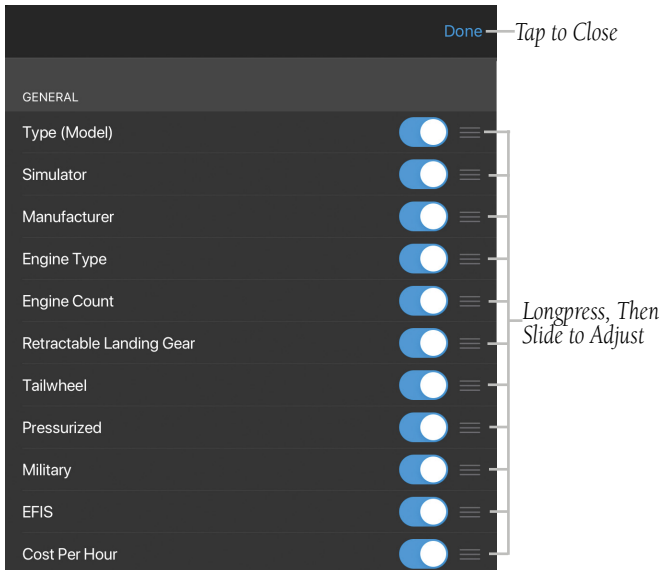 Done
Tap to Close
GENERAL
Type (Model)
Simulator
Manufacturer
Engine Type
Engine Count
Longpress, Then
Slide to Adjust
Retractable Landing Gear
Tailwheel
Pressurized
Military
EFIS
Cost Per Hour